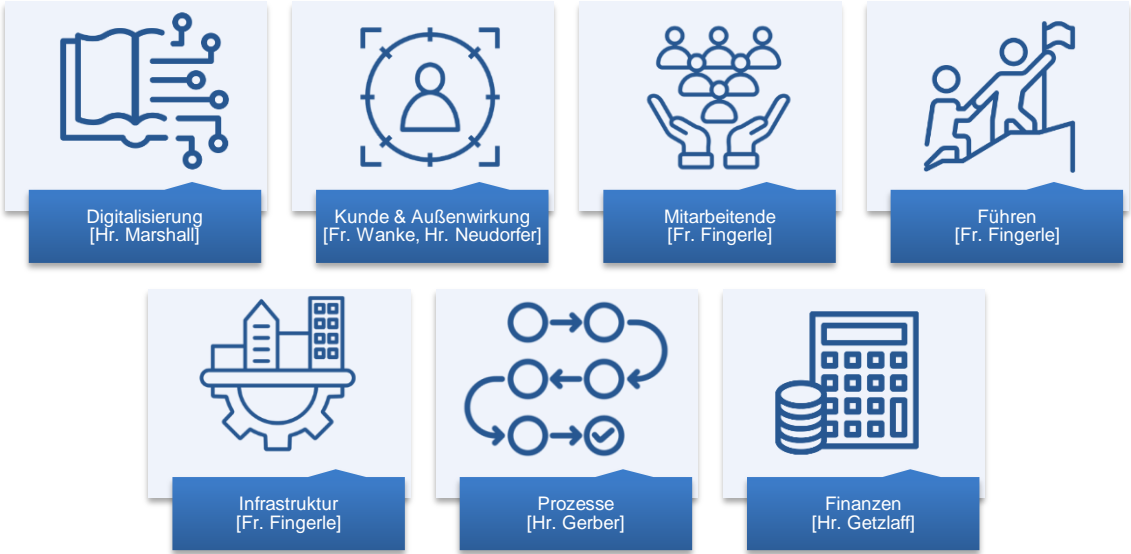 Digitalisierung
[Hr. Marshall]
Kunde & Außenwirkung
[Fr. Wanke, Hr. Neudorfer]
Mitarbeitende
[Fr. Fingerle]
Führen
[Fr. Fingerle]
Infrastruktur
[Fr. Fingerle]
Prozesse
[Hr. Gerber]
Finanzen
[Hr. Getzlaff]